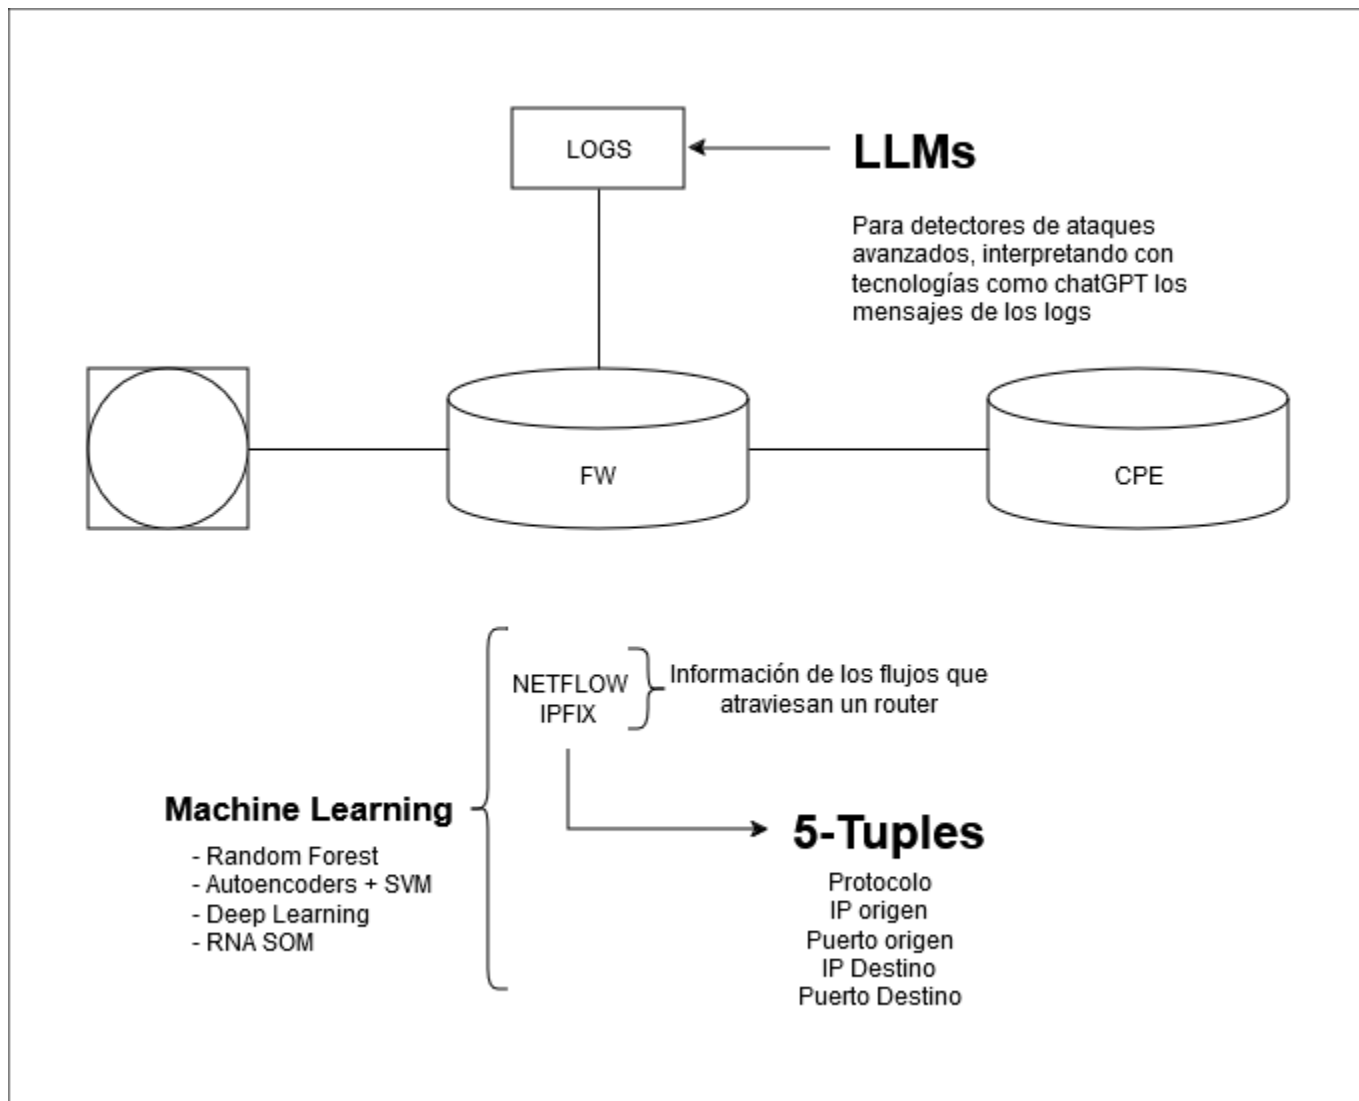 LOGS
LLMs
Para detectores de ataques
avanzados, interpretando con
tecnologías como chatGPT los
mensajes de los logs
FW
CPE
NETFLOW
IPFIX
Información de los flujos que
atraviesan un router
Machine Learning
- Random Forest
- Autoencoders + SVM
- Deep Learning
- RNA SOM
5-Tuples
Protocolo
IP origen
Puerto origen
IP Destino
Puerto Destino